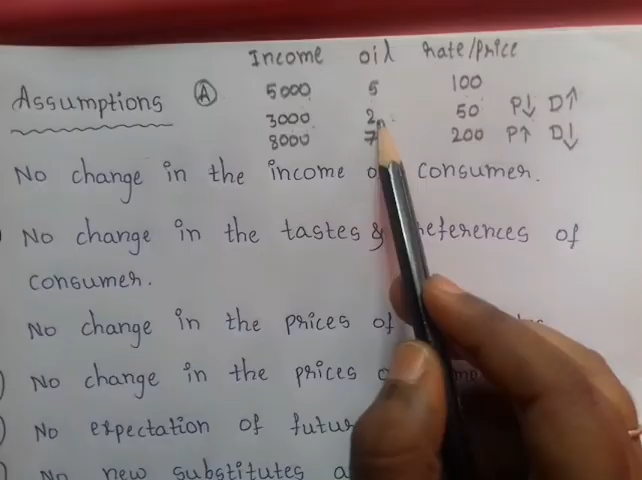 Income oil rate/price
Assumptions A 5000 5 100
3000 2 50 P↓ D↑
8000 7 200 P↑ D↓
No change in the income of consumer.
No change in the tastes & preferences of
consumer.
No change in the prices of
No change in the prices
No expectation of
No new substitutes